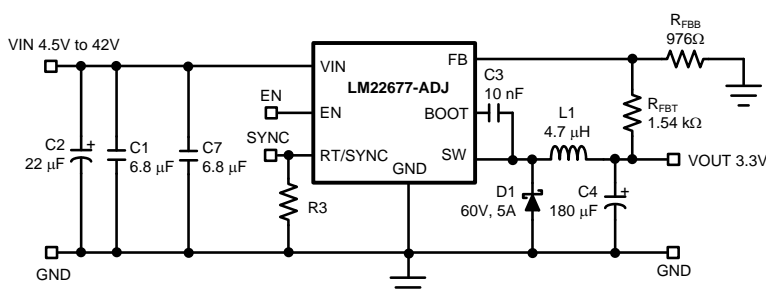 VIN 4.5V to 42V
C2
22 µF
+
C1
6.8 µF
C7
6.8 µF
GND
EN
SYNC
R3
VIN
LM22677-ADJ
EN
RT/SYNC
GND
FB
BOOT
SW
C3
10 nF
L1
4.7 µH
D1
60V, 5A
C4
180 µF
+
RFBB
976Ω
RFBT
1.54 kΩ
VOUT 3.3V
GND